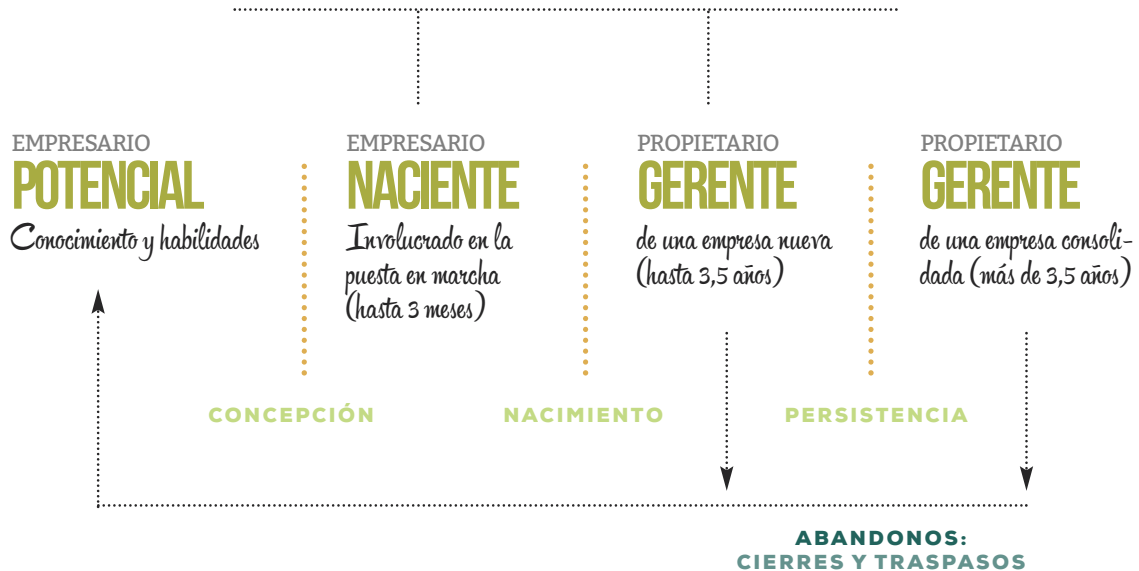 EMPRESARIO
POTENCIAL
Conocimiento y habilidades
EMPRESARIO
NACIENTE
Involucrado en la
puesta en marcha
(hasta 3 meses)
PROPIETARIO
GERENTE
de una empresa nueva
(hasta 3,5 años)
PROPIETARIO
GERENTE
de una empresa consoli-
dada (más de 3,5 años)
CONCEPCIÓN
NACIMIENTO
PERSISTENCIA
ABANDONOS:
CIERRES Y TRASPASOS